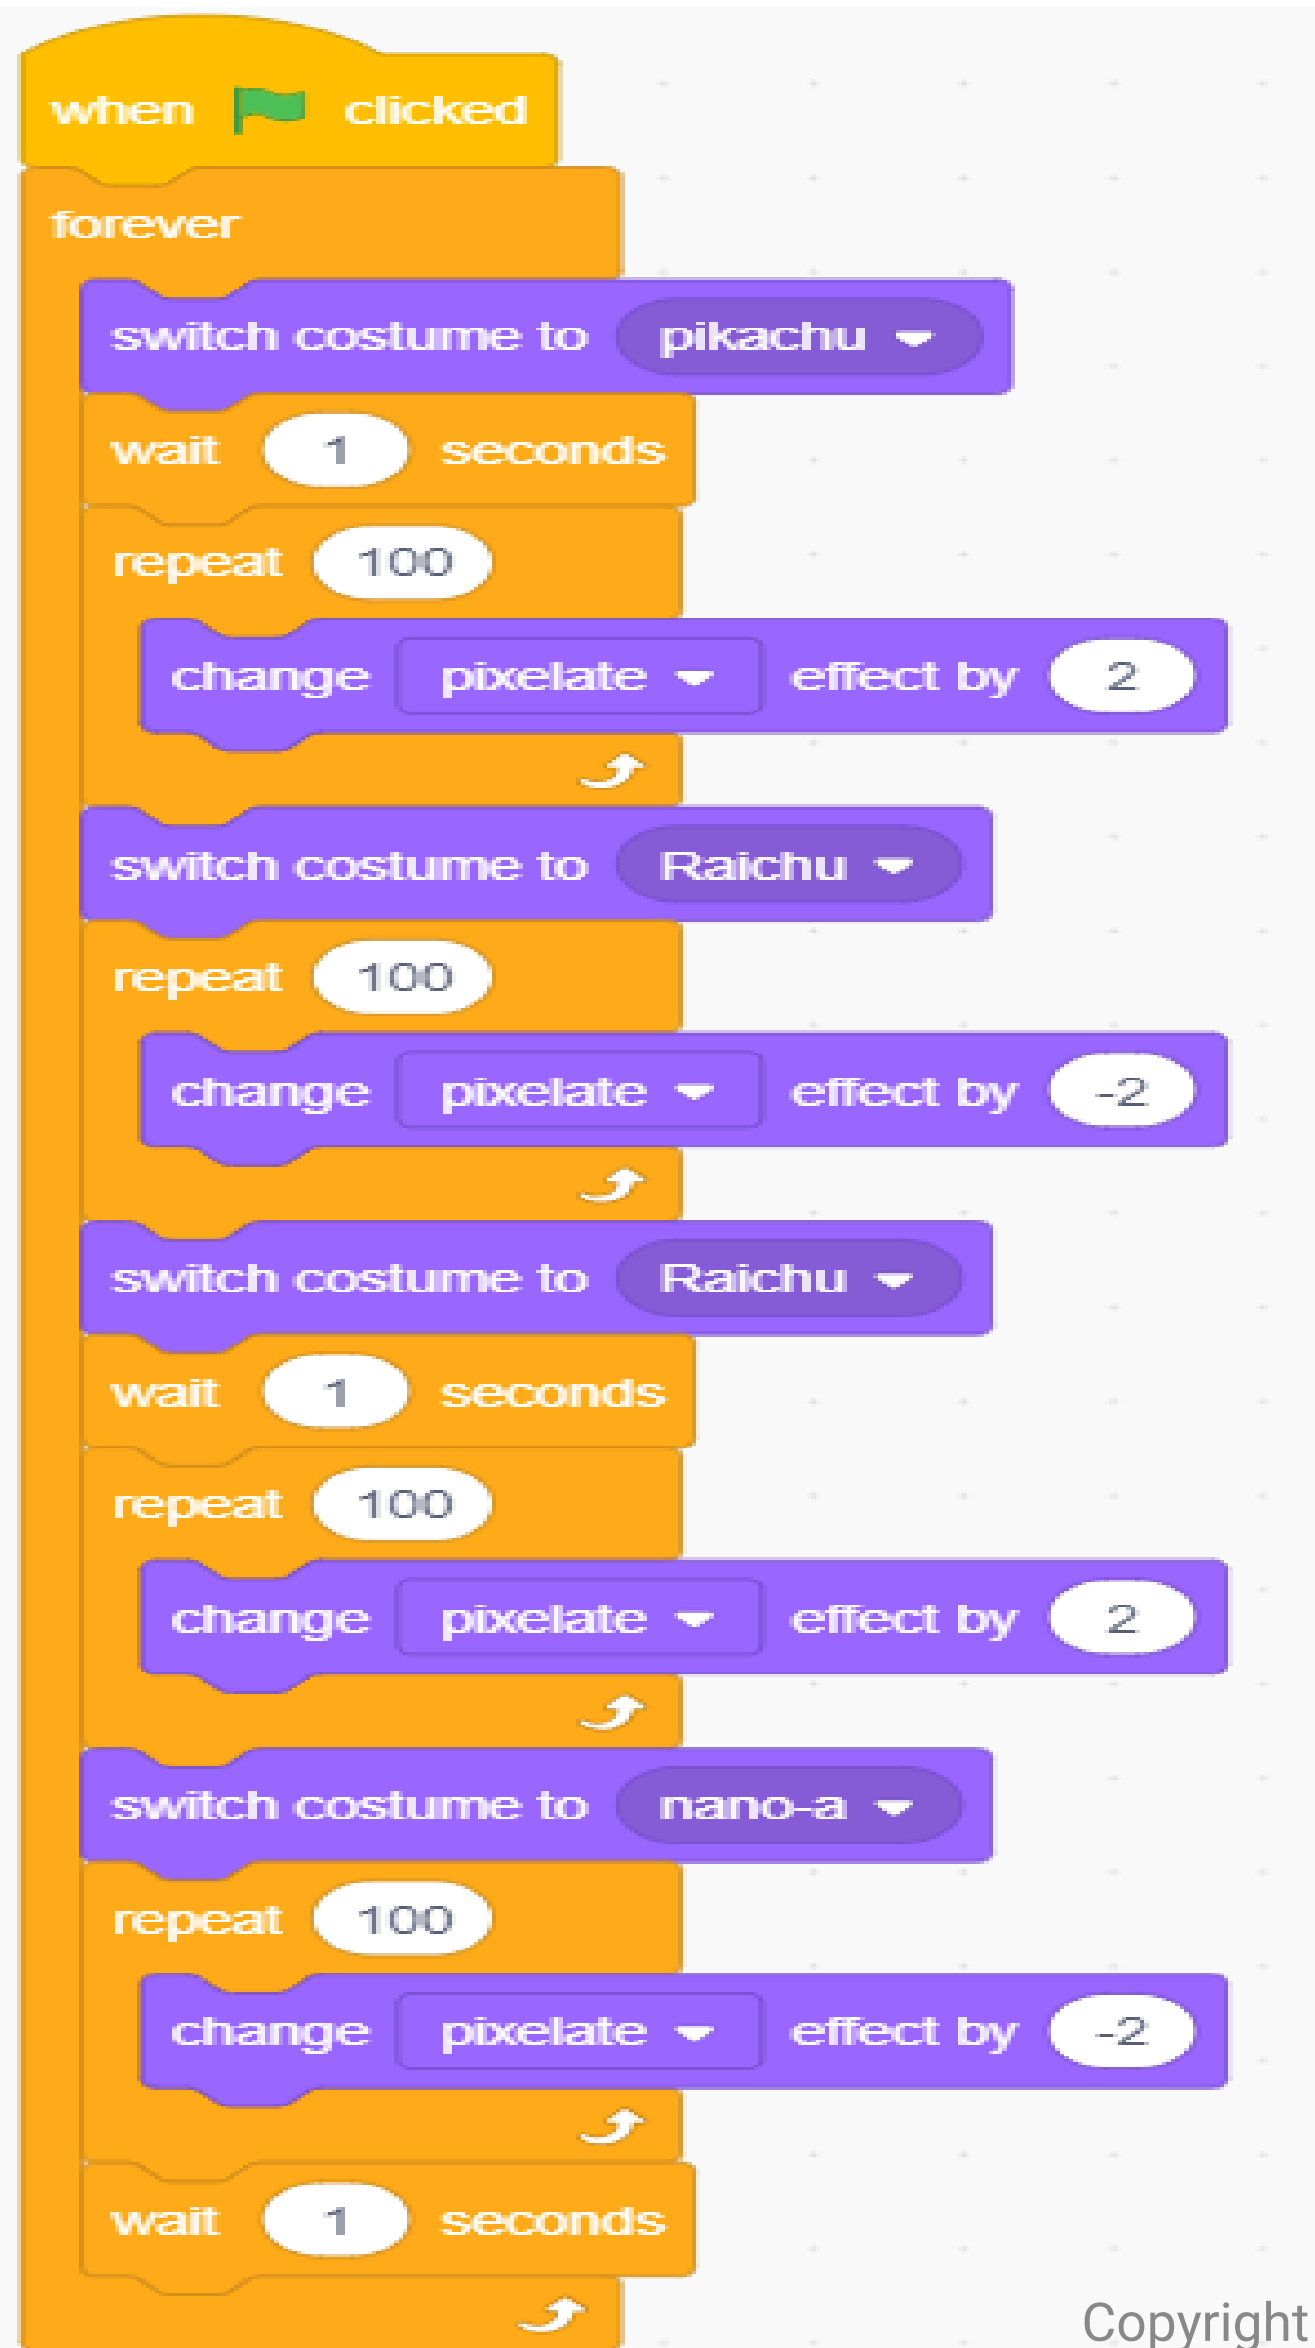 when clicked
forever
switch costume to pikachu
wait 1 seconds
repeat 100
change pixelate effect by 2
switch costume to Raichu
repeat 100
change pixelate effect by -2
switch costume to Raichu
wait 1 seconds
repeat 100
change pixelate effect by 2
switch costume to nano-a
repeat 100
change pixelate effect by -2
wait 1 seconds
Copyright